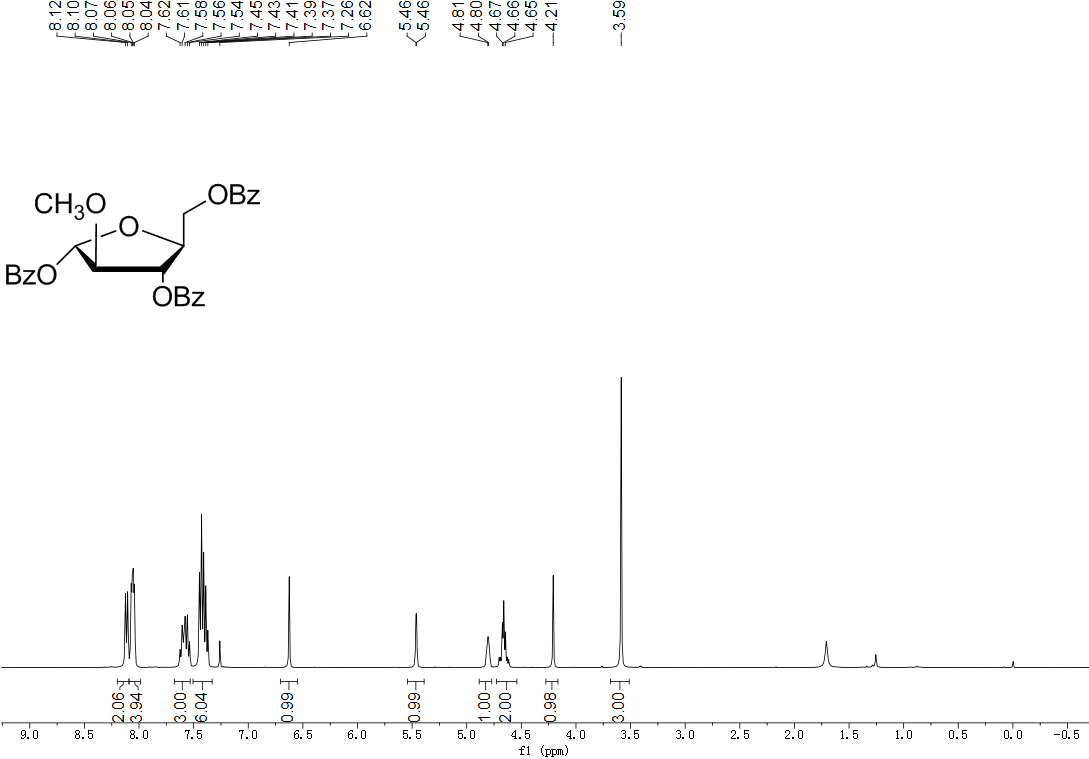 8.12 8.10 8.07 8.06 8.05 8.04 7.62 7.61 7.58 7.56 7.54 7.45 7.43 7.41 7.39 7.37 7.26 6.62 5.46 5.46 4.81 4.80 4.67 4.66 4.65 4.21 3.59
OBz
CH3O
O
BzO
OBz
2.06 3.94 3.00 6.04 0.99 0.99 1.00 2.00 0.98 3.00
9.0 8.5 8.0 7.5 7.0 6.5 6.0 5.5 5.0 4.5 4.0 3.5 3.0 2.5 2.0 1.5 1.0 0.5 0.0 -0.5
f1 (ppm)